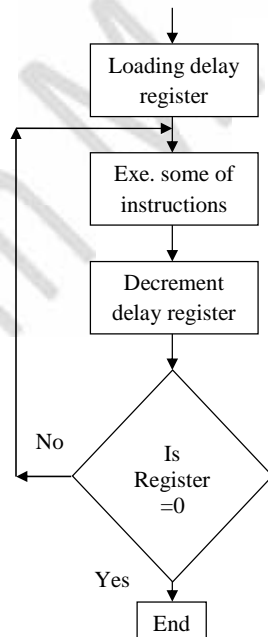 Loading delay
register
Exe. some of
instructions
Decrement
delay register
Is
Register
=0
No
Yes
End